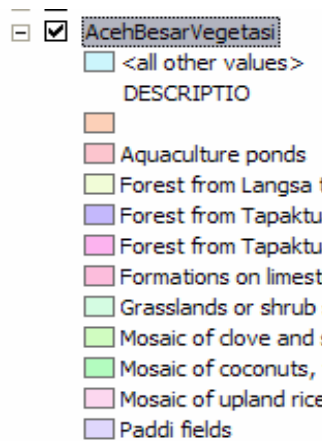 AcehBesarVegetasi
<all other values>
DESCRIPTIO
Aquaculture ponds
Forest from Langsa
Forest from Tapaktu
Forest from Tapaktu
Formations on limest
Grasslands or shrub
Mosaic of clove and
Mosaic of coconuts,
Mosaic of upland rice
Paddi fields